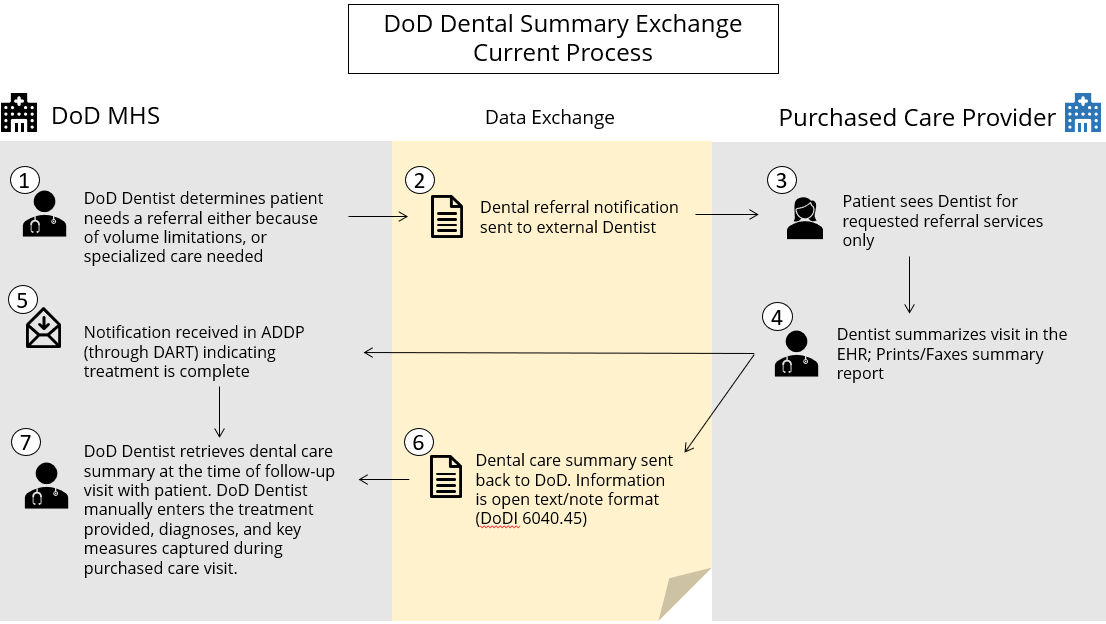 DoD Dental Summary Exchange
Current Process
DoD MHS
Data Exchange
Purchased Care Provider
1
DoD Dentist determines patient
needs a referral either because
of volume limitations, or
specialized care needed
2
Dental referral notification
sent to external Dentist
3
Patient sees Dentist for
requested referral services
only
4
Dentist summarizes visit in the
EHR; Prints/Faxes summary
report
5
Notification received in ADDP
(through DART) indicating
treatment is complete
6
Dental care summary sent
back to DoD. Information
is open text/note format
(DoDI 6040.45)
7
DoD Dentist retrieves dental care
summary at the time of follow-up
visit with patient. DoD Dentist
manually enters the treatment
provided, diagnoses, and key
measures captured during
purchased care visit.